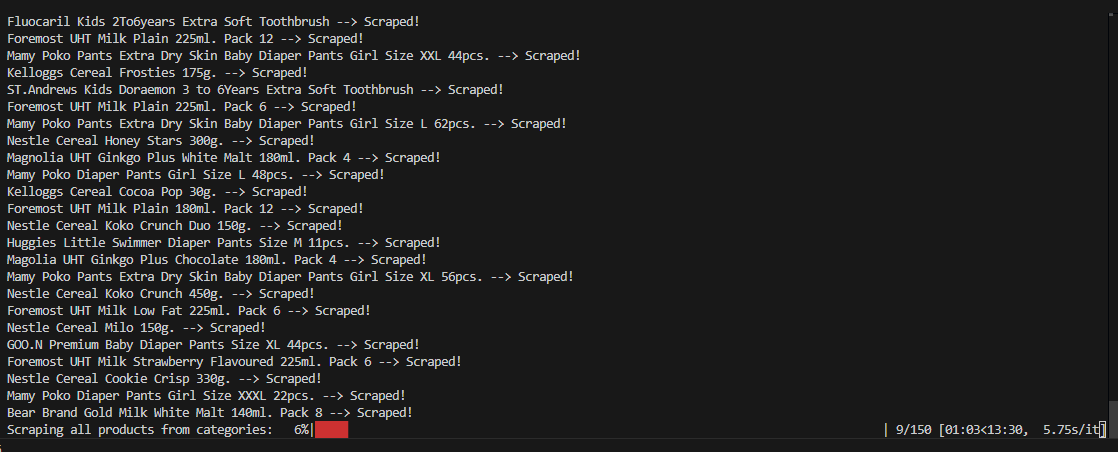 Fluocaril Kids 2To6years Extra Soft Toothbrush --> Scraped!
Foremost UHT Milk Plain 225ml. Pack 12 --> Scraped!
Mamy Poko Pants Extra Dry Skin Baby Diaper Pants Girl Size XXL 44pcs. --> Scraped!
Kelloggs Cereal Frosties 175g. --> Scraped!
ST.Andrews Kids Doraemon 3 to 6Years Extra Soft Toothbrush --> Scraped!
Foremost UHT Milk Plain 225ml. Pack 6 --> Scraped!
Mamy Poko Pants Extra Dry Skin Baby Diaper Pants Girl Size L 62pcs. --> Scraped!
Nestle Cereal Honey Stars 300g. --> Scraped!
Magnolia UHT Ginkgo Plus White Malt 180ml. Pack 4 --> Scraped!
Mamy Poko Diaper Pants Girl Size L 48pcs. --> Scraped!
Kelloggs Cereal Cocoa Pop 30g. --> Scraped!
Foremost UHT Milk Plain 180ml. Pack 12 --> Scraped!
Nestle Cereal Koko Crunch Duo 150g. --> Scraped!
Huggies Little Swimmer Diaper Pants Size M 11pcs. --> Scraped!
Magolia UHT Ginkgo Plus Chocolate 180ml. Pack 4 --> Scraped!
Mamy Poko Pants Extra Dry Skin Baby Diaper Pants Girl Size XL 56pcs. --> Scraped!
Nestle Cereal Koko Crunch 450g. --> Scraped!
Foremost UHT Milk Low Fat 225ml. Pack 6 --> Scraped!
Nestle Cereal Milo 150g. --> Scraped!
GOO.N Premium Baby Diaper Pants Size XL 44pcs. --> Scraped!
Foremost UHT Milk Strawberry Flavoured 225ml. Pack 6 --> Scraped!
Nestle Cereal Cookie Crisp 330g. --> Scraped!
Mamy Poko Diaper Pants Girl Size XXXL 22pcs. --> Scraped!
Bear Brand Gold Milk White Malt 140ml. Pack 8 --> Scraped!
Scraping all products from categories:   6%| | 9/150 [01:03<13:30,  5.75s/it]